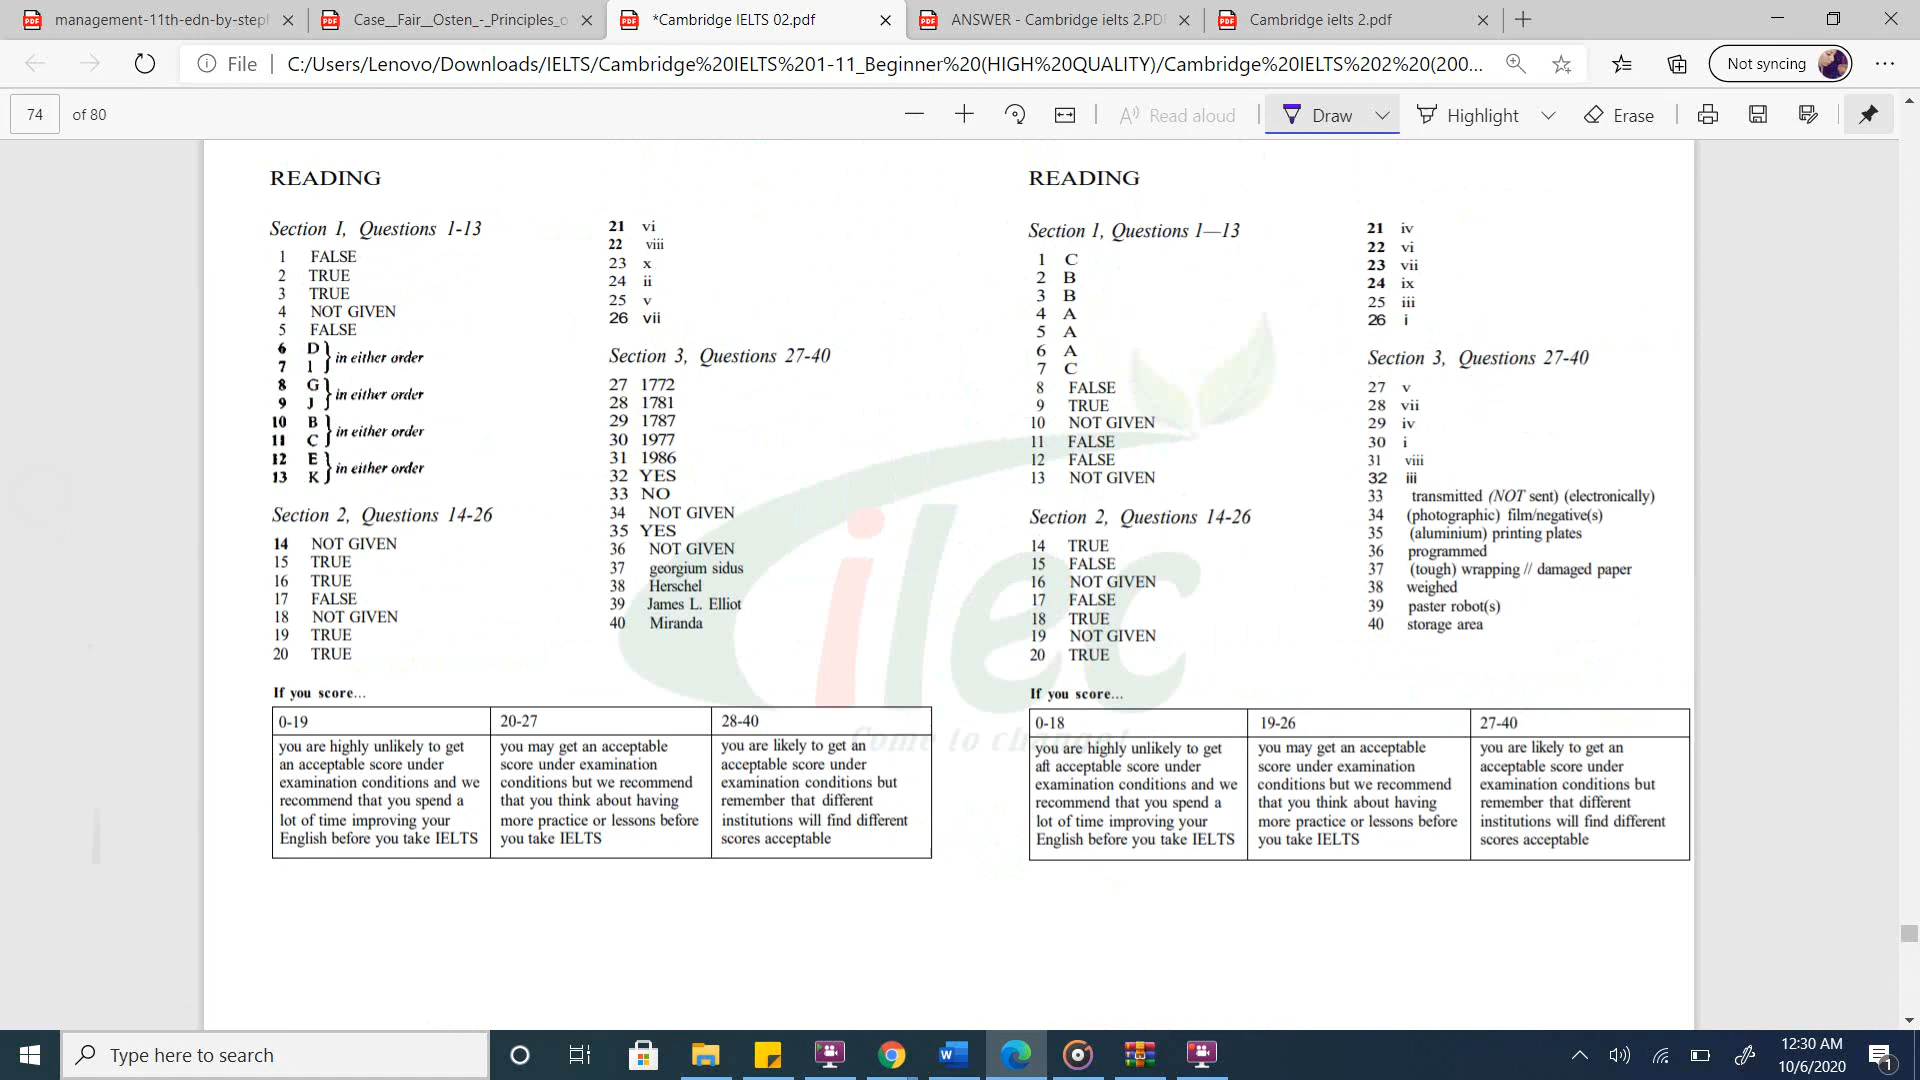 management-11th-edn-by-step
Case__Fair__Osten_-_Principles_o
*Cambridge IELTS 02.pdf
ANSWER - Cambridge ielts 2.PDF
Cambridge ielts 2.pdf
File
C:/Users/Lenovo/Downloads/IELTS/Cambridge%20IELTS%201-11_Beginner%20(HIGH%20QUALITY)/Cambridge%20IELTS%202%20(200...
Not syncing
74 of 80
Read aloud
Draw
Highlight
Erase
READING
Section I, Questions 1-13
1 FALSE
2 TRUE
3 TRUE
4 NOT GIVEN
5 FALSE
6 D
7 I
in either order
8 G
9 J
in either order
10 B
11 C
in either order
12 E
13 K
in either order
Section 2, Questions 14-26
14 NOT GIVEN
15 TRUE
16 TRUE
17 FALSE
18 NOT GIVEN
19 TRUE
20 TRUE
21 vi
22 viii
23 x
24 ii
25 v
26 vii
Section 3, Questions 27-40
27 1772
28 1781
29 1787
30 1977
31 1986
32 YES
33 NO
34 NOT GIVEN
35 YES
36 NOT GIVEN
37 georgium sidus
38 Herschel
39 James L. Elliot
40 Miranda
If you score...
0-19
you are highly unlikely to get
an acceptable score under
examination conditions and we
recommend that you spend a
lot of time improving your
English before you take IELTS
20-27
you may get an acceptable
score under examination
conditions but we recommend
that you think about having
more practice or lessons before
you take IELTS
28-40
you are likely to get an
acceptable score under
examination conditions but
remember that different
institutions will find different
scores acceptable
READING
Section 1, Questions 1—13
1 C
2 B
3 B
4 A
5 A
6 A
7 C
8 FALSE
9 TRUE
10 NOT GIVEN
11 FALSE
12 FALSE
13 NOT GIVEN
Section 2, Questions 14-26
14 TRUE
15 FALSE
16 NOT GIVEN
17 FALSE
18 TRUE
19 NOT GIVEN
20 TRUE
21 iv
22 vi
23 vii
24 ix
25 iii
26 i
Section 3, Questions 27-40
27 v
28 vii
29 iv
30 i
31 viii
32 iii
33 transmitted (NOT sent) (electronically)
34 (photographic) film/negative(s)
35 (aluminium) printing plates
36 programmed
37 (tough) wrapping // damaged paper
38 weighed
39 paster robot(s)
40 storage area
If you score...
0-18
you are highly unlikely to get
aft acceptable score under
examination conditions and we
recommend that you spend a
lot of time improving your
English before you take IELTS
19-26
you may get an acceptable
score under examination
conditions but we recommend
that you think about having
more practice or lessons before
you take IELTS
27-40
you are likely to get an
acceptable score under
examination conditions but
remember that different
institutions will find different
scores acceptable
ilec
Come to change!
Type here to search
12:30 AM
10/6/2020
1